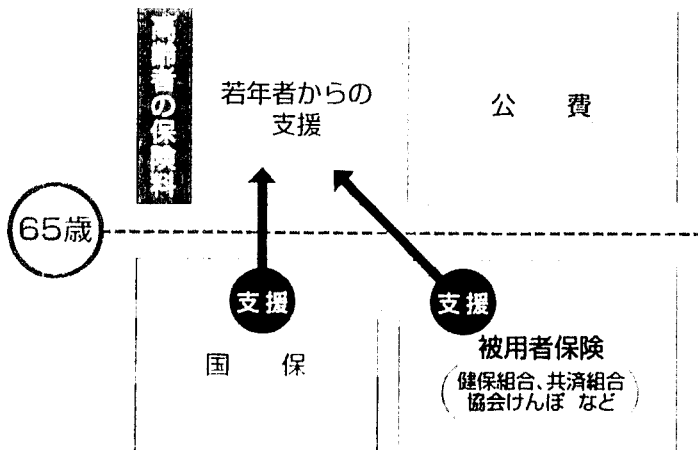 高齢者の保険料
若年者からの
支援
公費
65歳
支援
支援
国保
被用者保険
(健保組合、共済組合
協会けんぽ など)